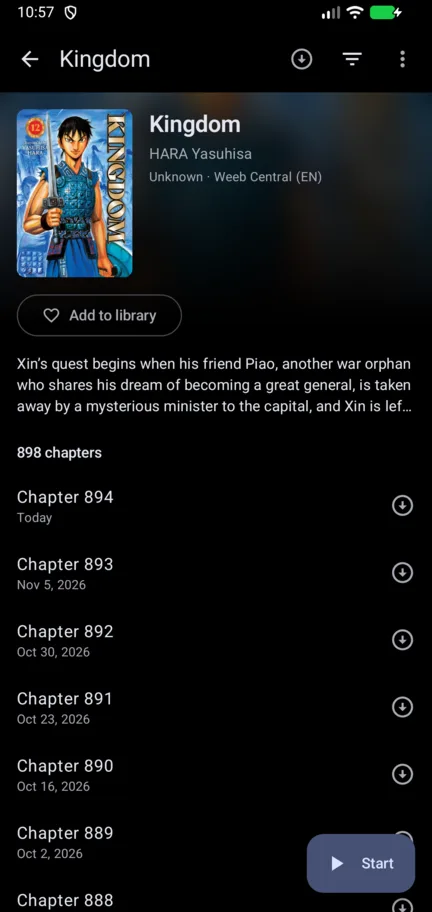 10:57
Kingdom
12
KINGDOM
Kingdom
HARA Yasuhisa
Unknown · Weeb Central (EN)
Add to library
Xin’s quest begins when his friend Piao, another war orphan
who shares his dream of becoming a great general, is taken
away by a mysterious minister to the capital, and Xin is lef…
898 chapters
Chapter 894
Today
Chapter 893
Nov 5, 2026
Chapter 892
Oct 30, 2026
Chapter 891
Oct 23, 2026
Chapter 890
Oct 16, 2026
Chapter 889
Oct 2, 2026
Start
Chapter 888